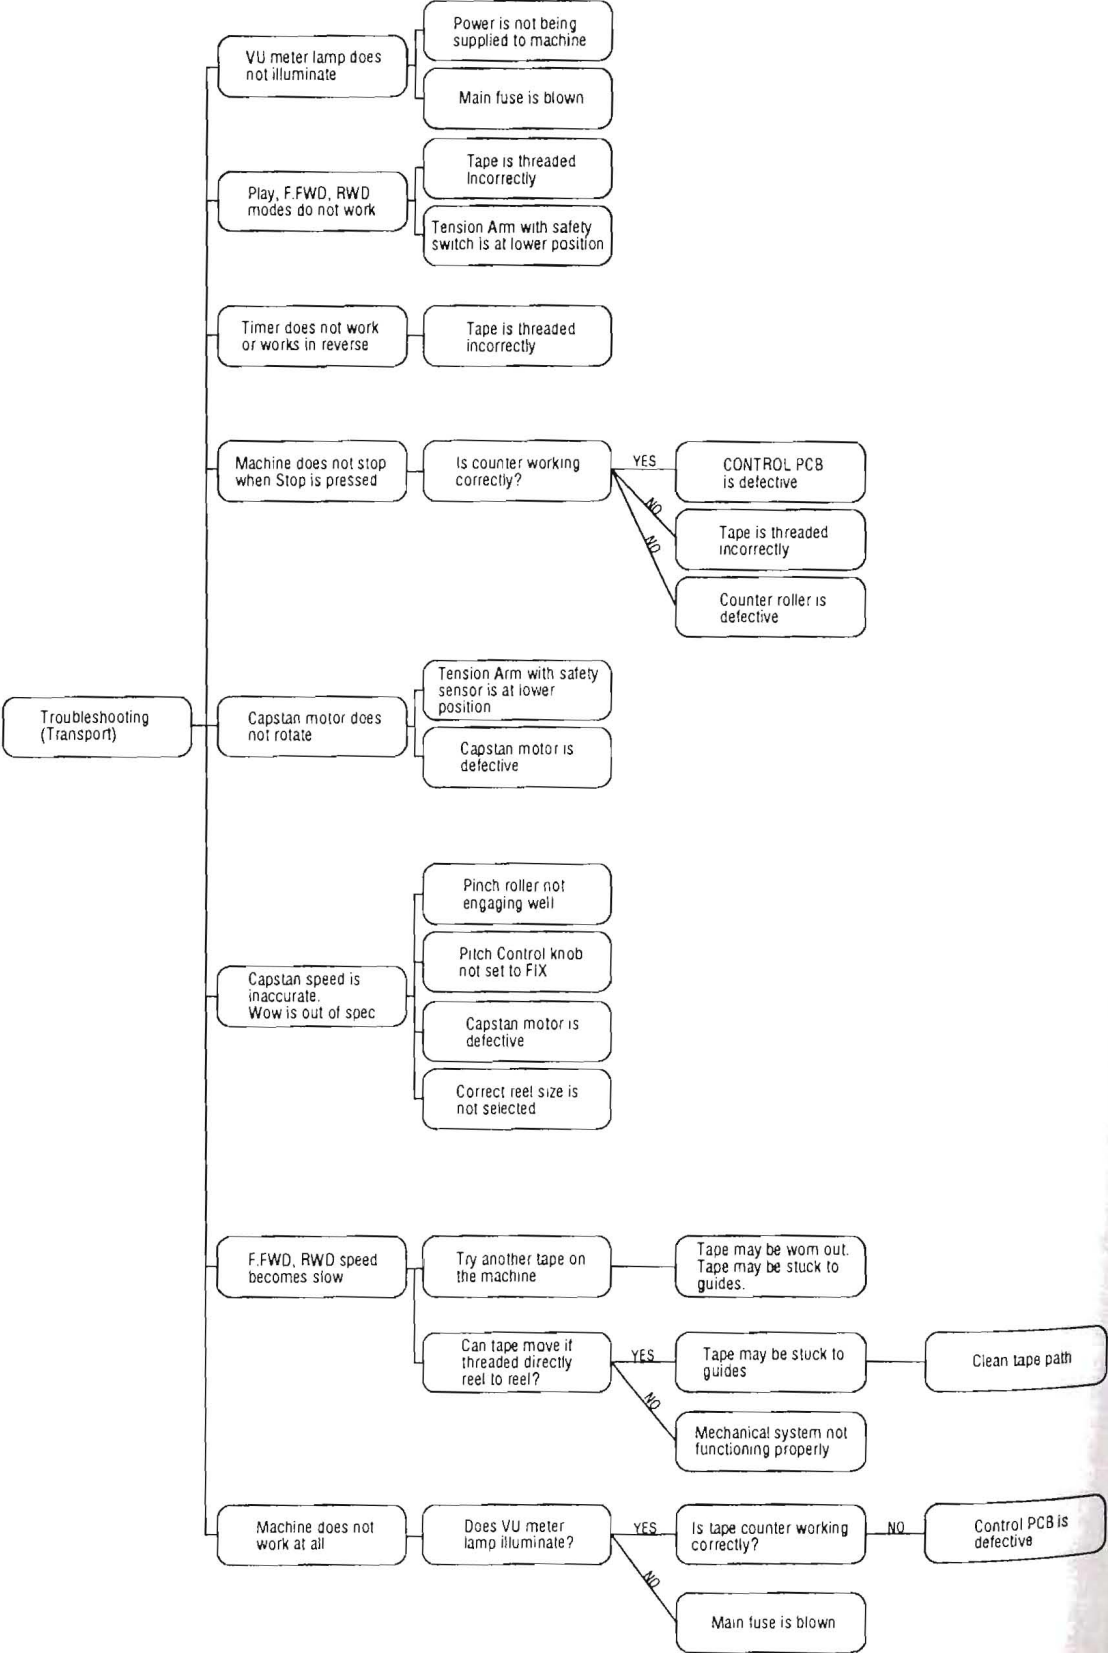 Power is not being
supplied to machine
VU meter lamp does
not illuminate
Main fuse is blown
Tape is threaded
Incorrectly
Play, F.FWD, RWD
modes do not work
Tension Arm with safety
switch is at lower position
Timer does not work
or works in reverse
Tape is threaded
incorrectly
Machine does not stop
when Stop is pressed
Is counter working
correctly?
YES
CONTROL PCB
is defective
NO
Tape is threaded
incorrectly
NO
Counter roller is
defective
Troubleshooting
(Transport)
Capstan motor does
not rotate
Tension Arm with safety
sensor is at lower
position
Capstan motor is
defective
Capstan speed is
inaccurate.
Wow is out of spec
Pinch roller not
engaging well
Pitch Control knob
not set to FIX
Capstan motor is
defective
Correct reel size is
not selected
F.FWD, RWD speed
becomes slow
Try another tape on
the machine
Tape may be worn out.
Tape may be stuck to
guides.
Can tape move if
threaded directly
reel to reel?
YES
Tape may be stuck to
guides
Clean tape path
NO
Mechanical system not
functioning properly
Machine does not
work at all
Does VU meter
lamp illuminate?
YES
Is tape counter working
correctly?
NO
Control PCB is
defective
NO
Main fuse is blown